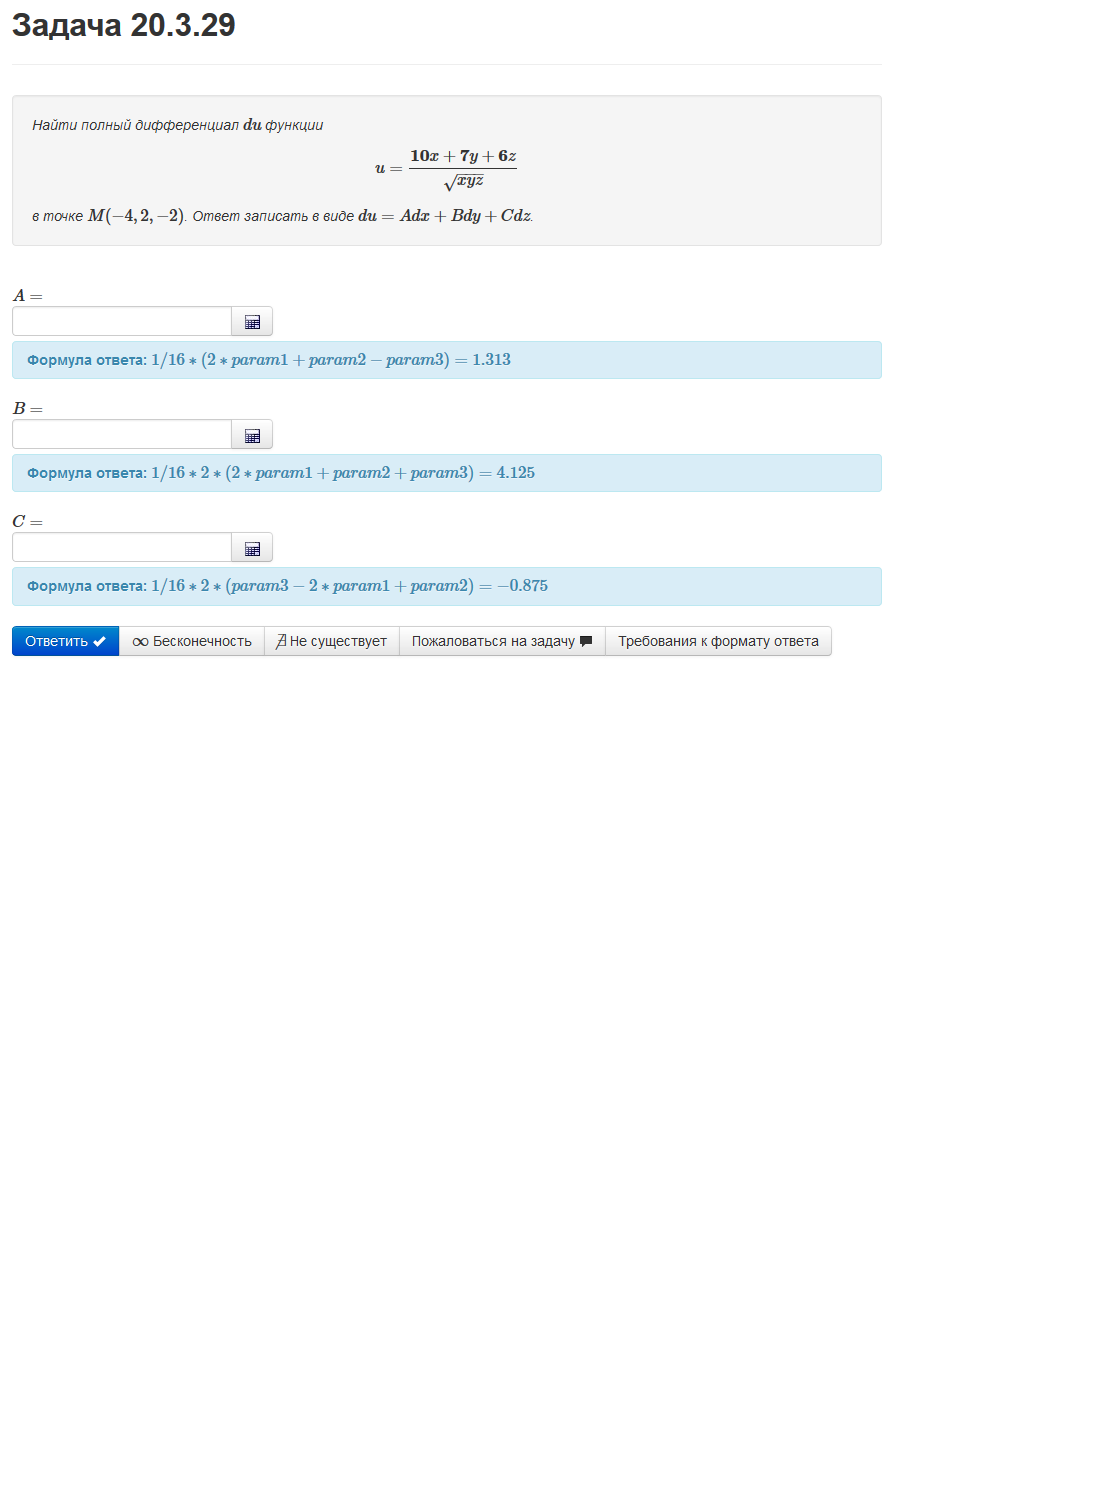 Задача 20.3.29
Найти полный дифференциал du функции
u = \frac{10x + 7y + 6z}{\sqrt{xyz}}
в точке M(−4, 2, −2). Ответ записать в виде du = Adx + Bdy + Cdz.
A =
Формула ответа: 1/16 ∗ (2 ∗ param1 + param2 − param3) = 1.313
B =
Формула ответа: 1/16 ∗ 2 ∗ (2 ∗ param1 + param2 + param3) = 4.125
C =
Формула ответа: 1/16 ∗ 2 ∗ (param3 − 2 ∗ param1 + param2) = −0.875
Ответить ✔ ∞ Бесконечность ∄ Не существует Пожаловаться на задачу Требования к формату ответа